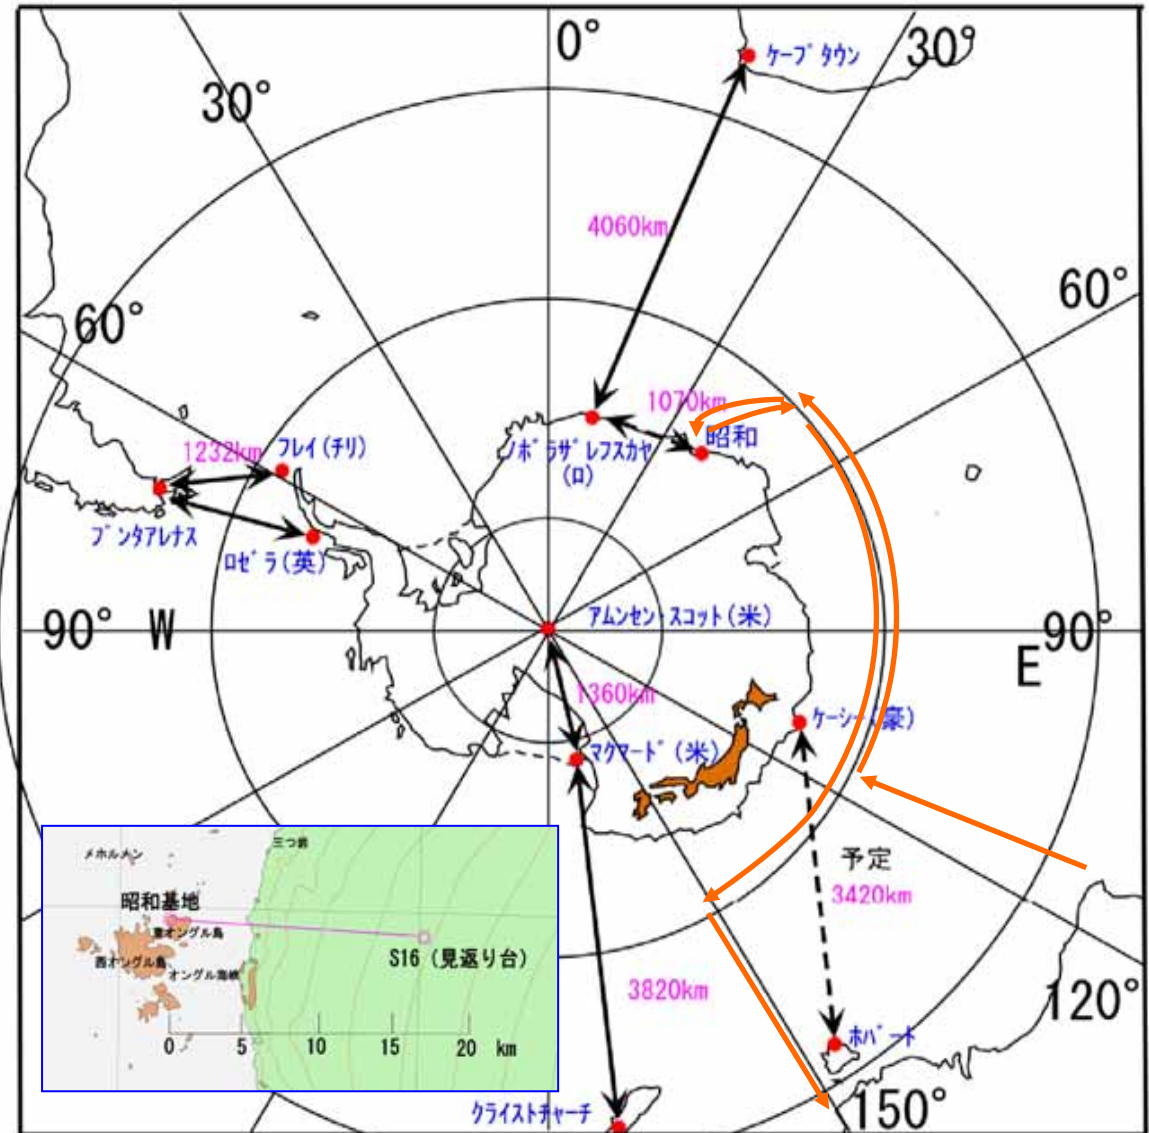 0°
ケープタウン
30°
30°
4060km
60°
60°
1070km
昭和
ノボラザレフスカヤ
(ロ)
1232km
フレイ(チリ)
プンタアレナス
ロゼラ(英)
アムンセン・スコット(米)
90° W
90°
E
1360km
ケーシー(豪)
マクマード(米)
予定
3420km
3820km
120°
ホバート
150°
クライストチャーチ
三つ岩
メホルメン
昭和基地
東オングル島
西オングル島
オングル海峡
S16 (見返り台)
0 5 10 15 20 km